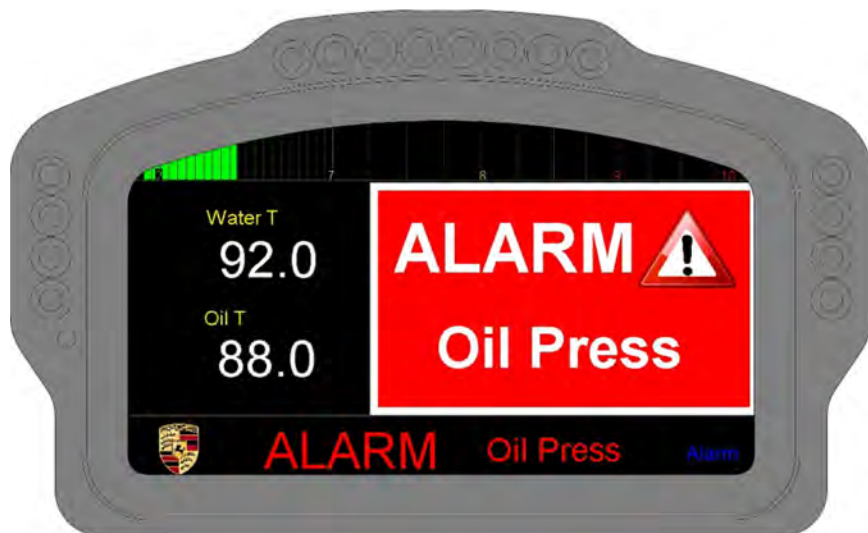 7 8 9 10
Water T
92.0
Oil T
88.0
ALARM
Oil Press
ALARM Oil Press Alarm